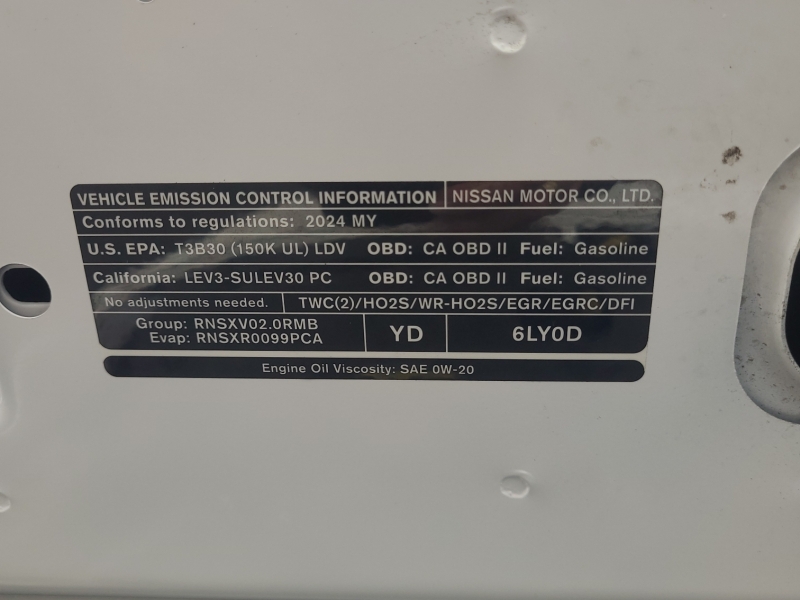 VEHICLE EMISSION CONTROL INFORMATION NISSAN MOTOR CO., LTD.
Conforms to regulations: 2024 MY
U.S. EPA: T3B30 (150K UL) LDV OBD: CA OBD II Fuel: Gasoline
California: LEV3-SULEV30 PC OBD: CA OBD II Fuel: Gasoline
No adjustments needed. TWC(2)/HO2S/WR-HO2S/EGR/EGRC/DFI
Group: RNSXV02.0RMB
Evap: RNSXR0099PCA
YD
6LY0D
Engine Oil Viscosity: SAE 0W-20